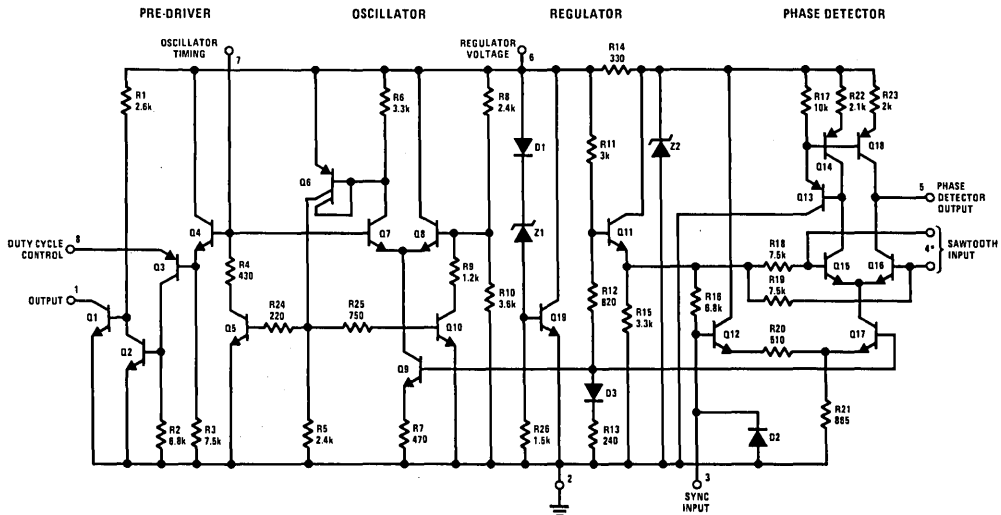 PRE-DRIVER OSCILLATOR REGULATOR PHASE DETECTOR
OSCILLATOR
TIMING
7
REGULATOR
VOLTAGE
6
R14
330
R1
2.6k
R6
3.3k
R8
2.4k
R17
10k
R22
2.1k
R23
2k
D1
R11
3k
Z2
Q6
Q14
Q18
Q13
5
PHASE
DETECTOR
OUTPUT
Q4
Q7
Q8
Z1
Q11
DUTY CYCLE
CONTROL
8
Q3
R4
430
R9
1.2k
R10
3.6k
R12
820
R15
3.3k
R16
6.8k
R18
7.5k
R19
7.5k
Q15
Q16
4*
SAWTOOTH
INPUT
OUTPUT
1
Q1
Q2
Q5
R24
220
R25
750
Q10
Q19
Q12
R20
510
Q17
Q9
D3
R2
6.8k
R3
7.5k
R5
2.4k
R7
470
R26
1.5k
R13
240
D2
R21
885
2
3
SYNC
INPUT